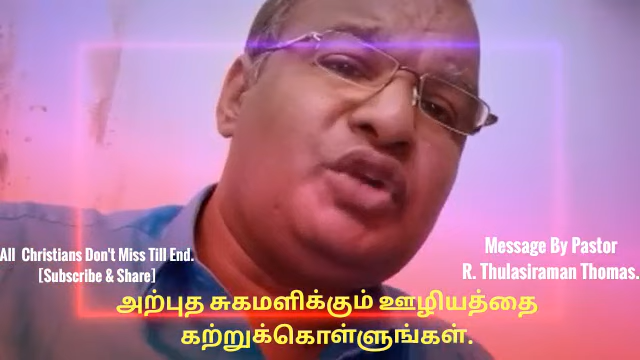 All Christians Don't Miss Till End.
[Subscribe & Share]
Message By Pastor
R. Thulasiraman Thomas.
அற்புத சுகமளிக்கும் ஊழியத்தை
கற்றுக்கொள்ளுங்கள்.